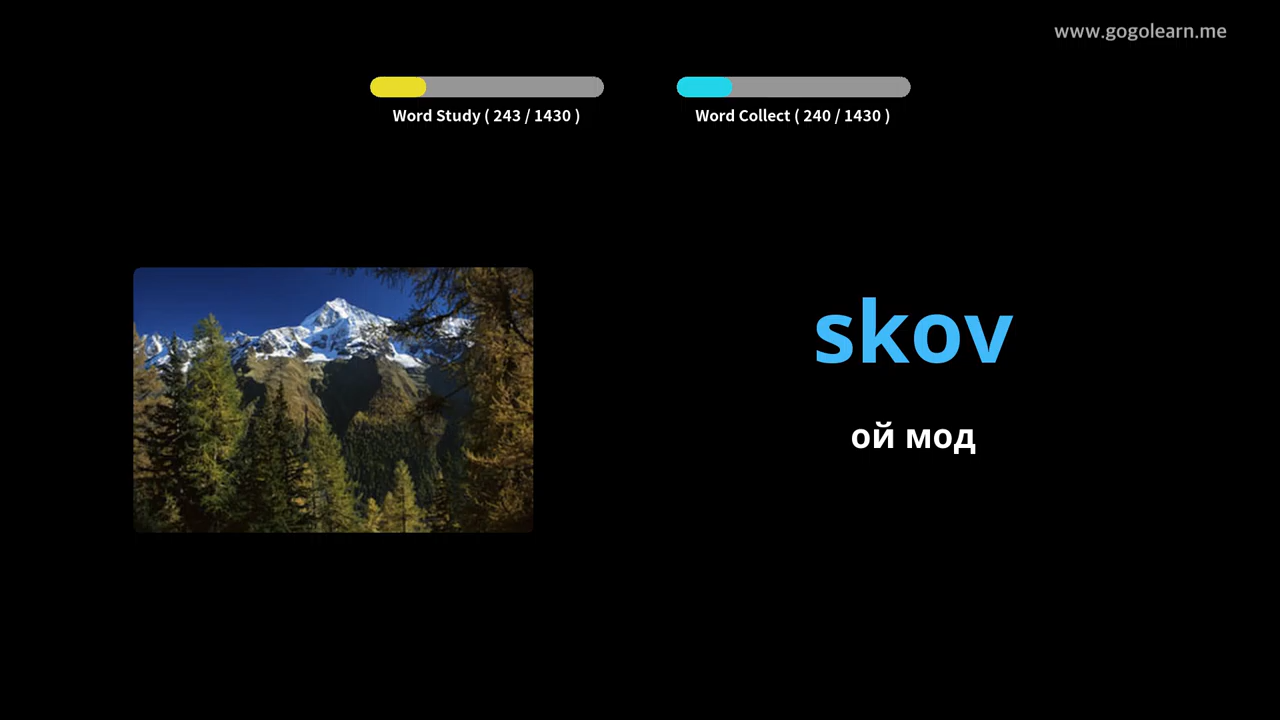 www.gogolearn.me
Word Study ( 243 / 1430 )
Word Collect ( 240 / 1430 )
skov
ой мод